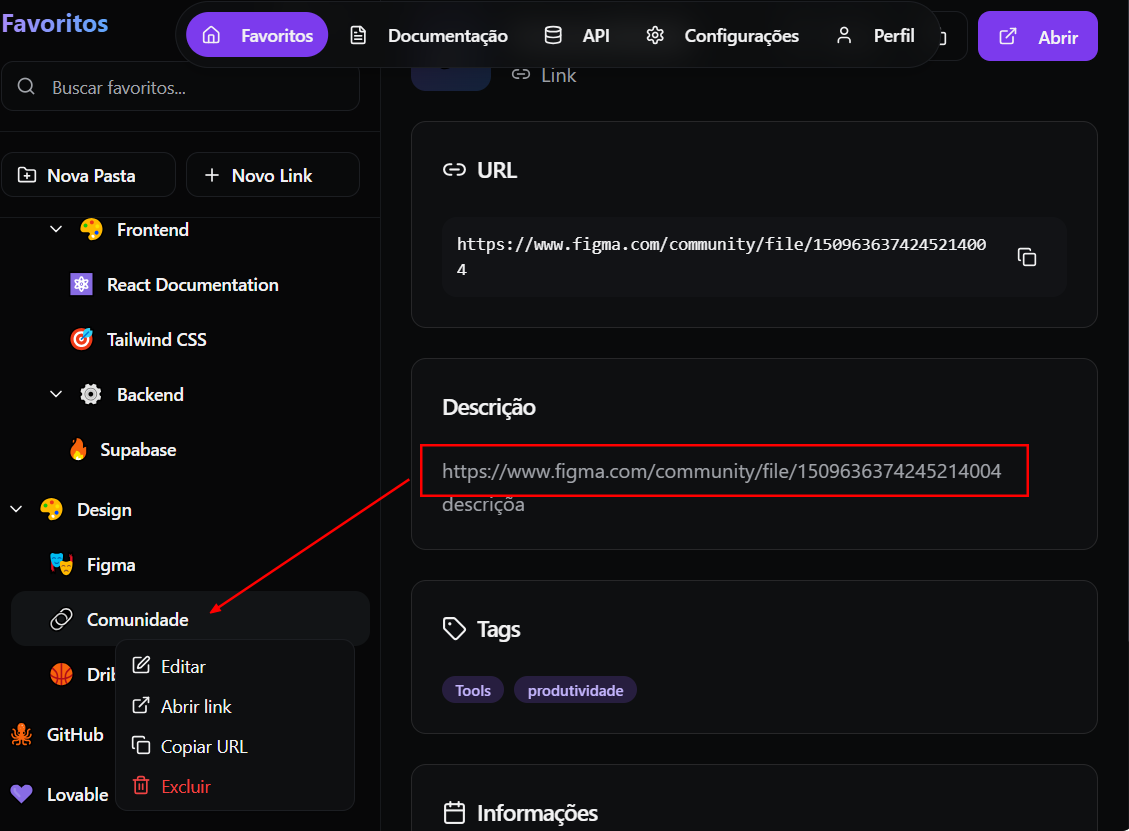 Favoritos
Favoritos
Documentação
API
Configurações
Perfil
Abrir
Buscar favoritos...
Link
Nova Pasta
Novo Link
URL
https://www.figma.com/community/file/150963637424521400
4
Frontend
React Documentation
Tailwind CSS
Backend
Supabase
Design
Figma
Comunidade
Drib
GitHub
Lovable
Editar
Abrir link
Copiar URL
Excluir
Descrição
https://www.figma.com/community/file/1509636374245214004
descriçõa
Tags
Tools
produtividade
Informações